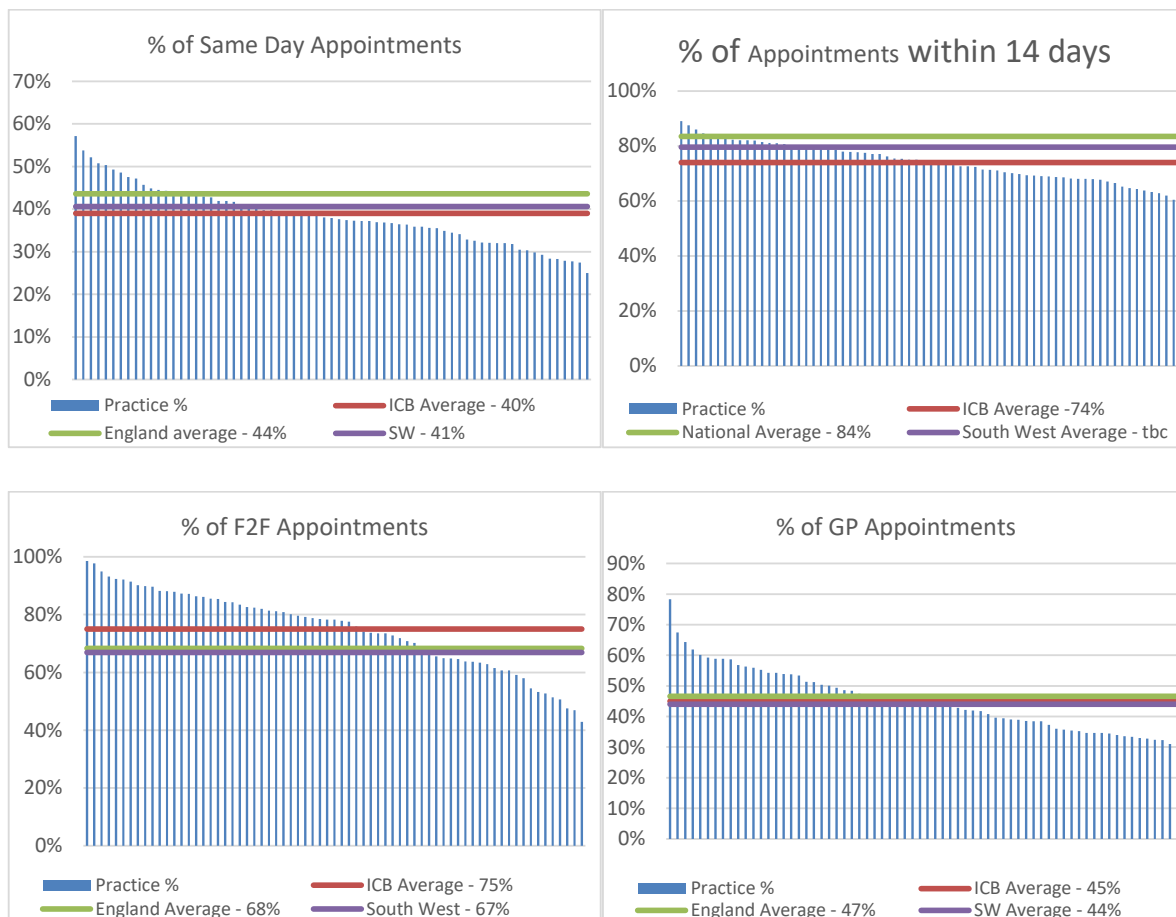 % of Same Day Appointments
70%
60%
50%
40%
30%
20%
10%
0%
Practice %
ICB Average - 40%
England average - 44%
SW - 41%
% of Appointments within 14 days
100%
80%
60%
40%
20%
0%
Practice %
ICB Average -74%
National Average - 84%
South West Average - tbc
% of F2F Appointments
100%
80%
60%
40%
20%
0%
Practice %
ICB Average - 75%
England Average - 68%
South West - 67%
% of GP Appointments
90%
80%
70%
60%
50%
40%
30%
20%
10%
0%
Practice %
ICB Average - 45%
England Average - 47%
SW Average - 44%